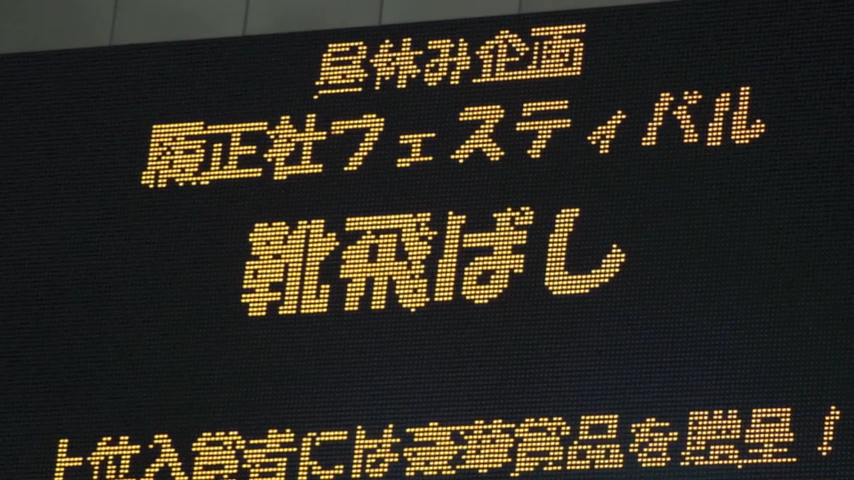 昼休み企画
正社フェスティバル
靴飛ばし
上位入賞者には豪華賞品を贈呈！